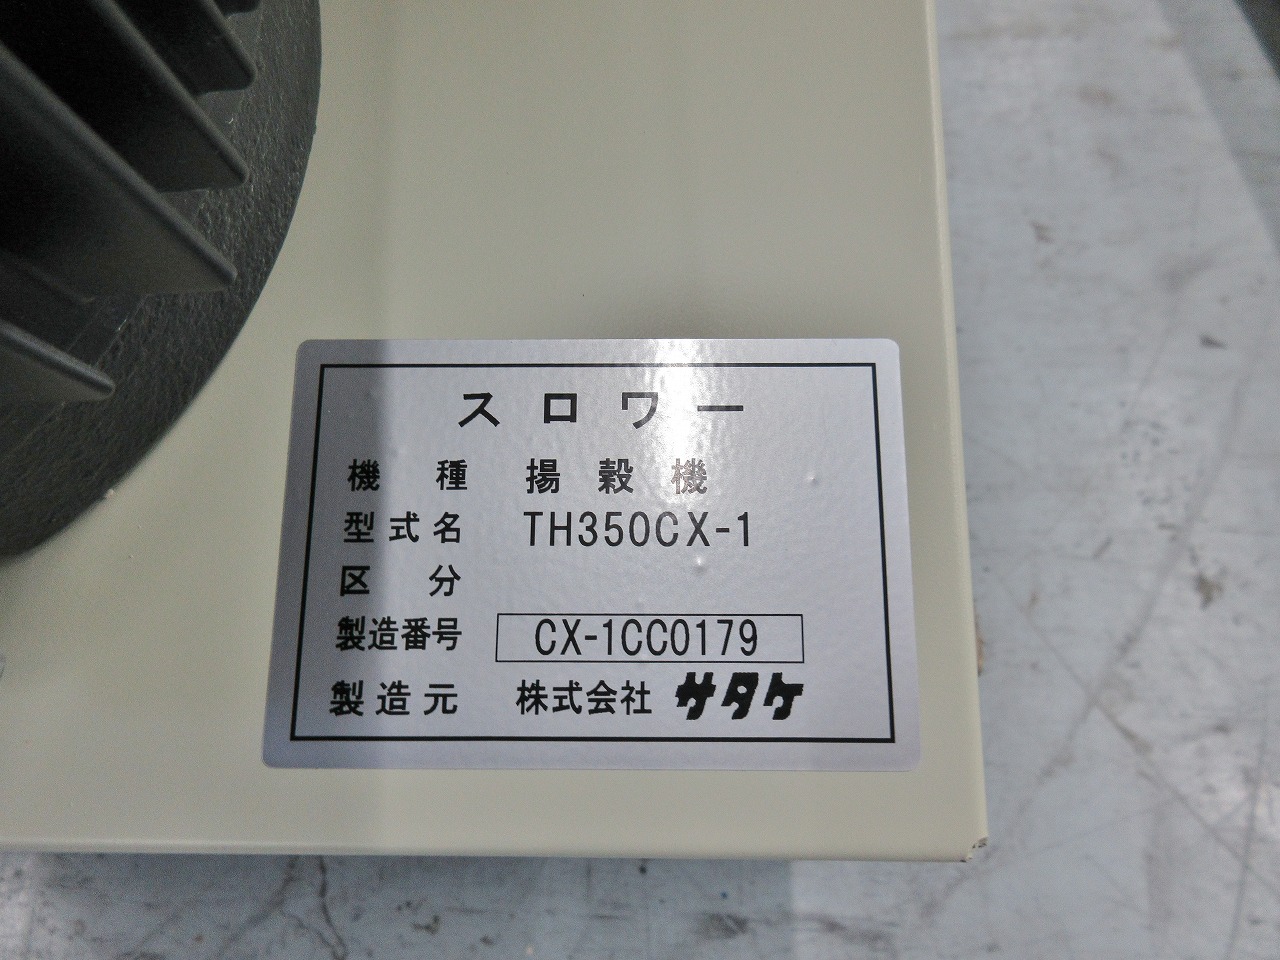 スロワー
機種 揚穀機
型式名 TH350CX-1
区分
製造番号 CX-1CC0179
製造元 株式会社 サタケ